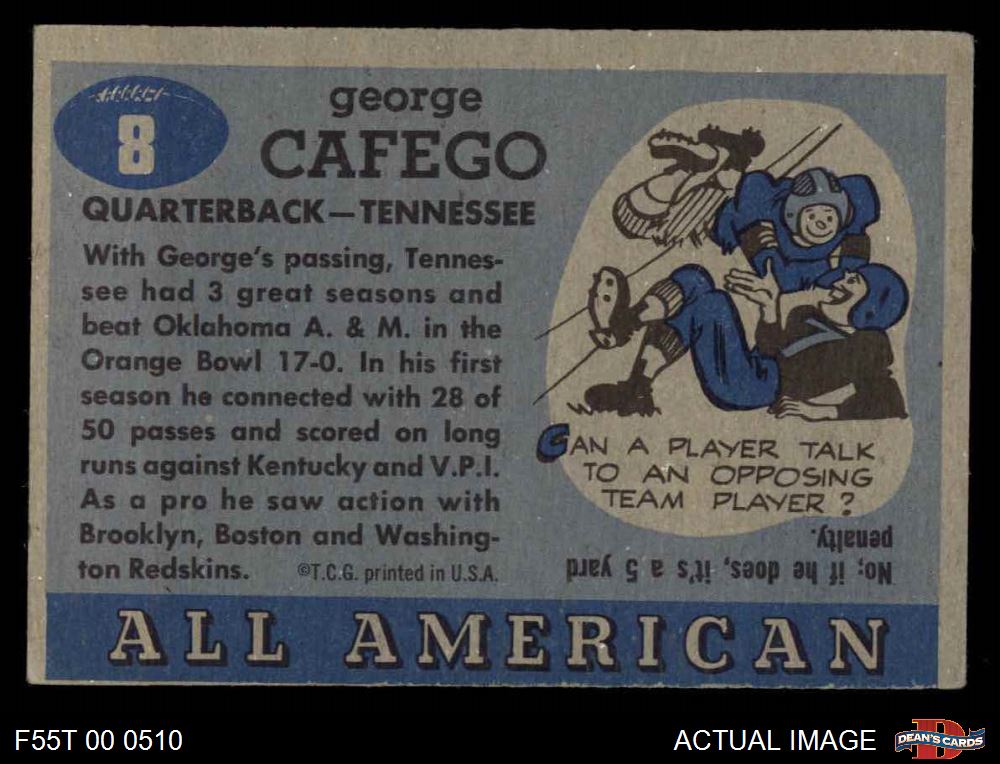 8
george
CAFEGO
QUARTERBACK—TENNESSEE
With George's passing, Tennes-
see had 3 great seasons and
beat Oklahoma A. & M. in the
Orange Bowl 17-0. In his first
season he connected with 28 of
50 passes and scored on long
runs against Kentucky and V.P.I.
As a pro he saw action with
Brooklyn, Boston and Washing-
ton Redskins.
©T.C.G. printed in U.S.A.
CAN A PLAYER TALK
TO AN OPPOSING
TEAM PLAYER?
No; if he does, it's a 5 yard
penalty.
ALL AMERICAN
F55T 00 0510
ACTUAL IMAGE
DEAN'S CARDS